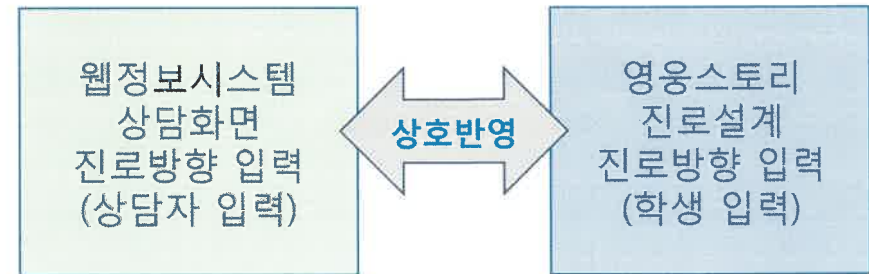 웹정보시스템
상담화면
진로방향 입력
(상담자 입력)
상호반영
영웅스토리
진로설계
진로방향 입력
(학생 입력)